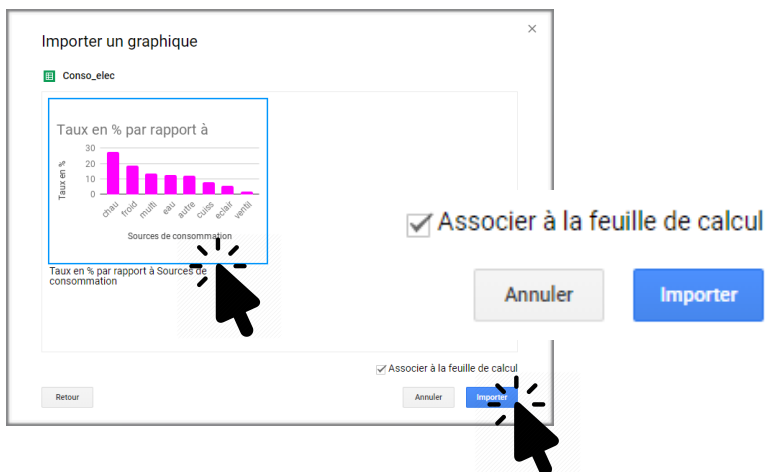 Importer un graphique
Conso_elec
Taux en % par rapport à
Taux en %
30
20
10
0
chau
froid
multi
eau
autre
cuiss
eclair
ventil
Sources de consommation
Taux en % par rapport à Sources de
consommation
Associer à la feuille de calcul
Annuler
Importer
Associer à la feuille de calcul
Retour
Annuler
Importer